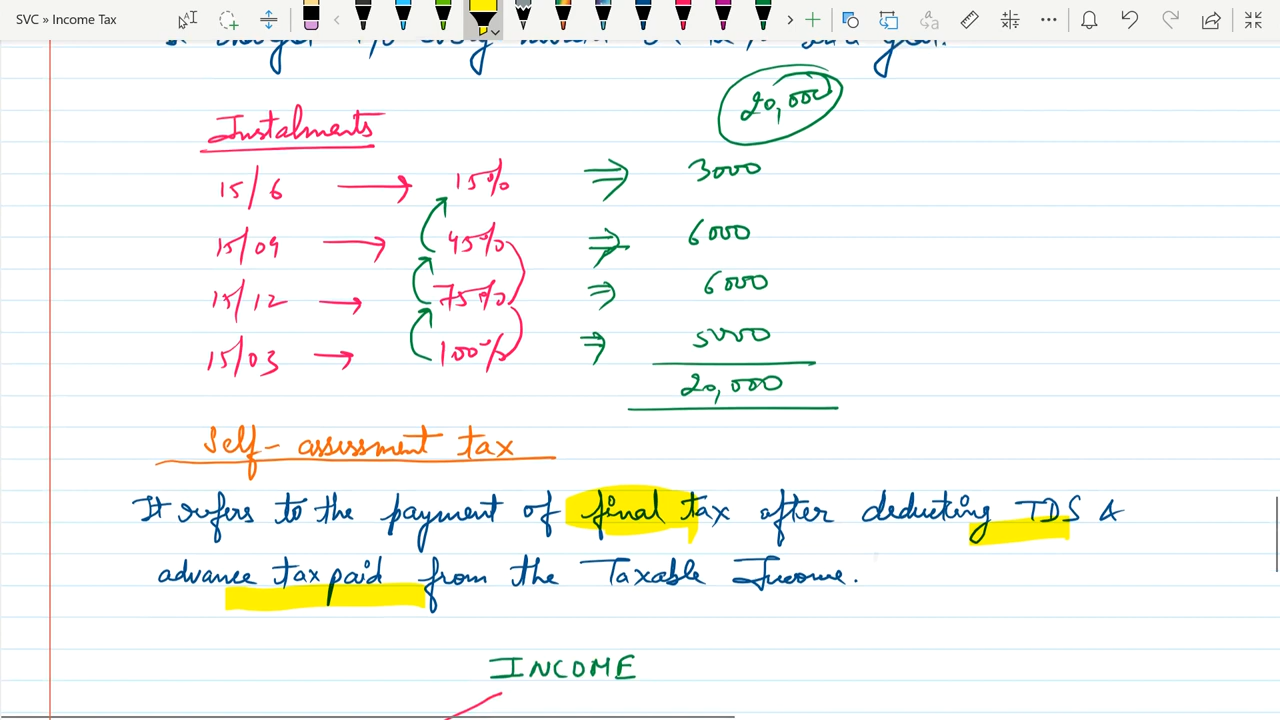 SVC » Income Tax
20,000
Instalments
15/6 → 15% ⇒ 3000
15/09 → 45% ⇒ 6000
15/12 → 75% ⇒ 6000
15/03 → 100% ⇒ 5000
20,000
Self-assessment tax
It refers to the payment of final tax after deducting TDS &
advance tax paid from the Taxable Income.
INCOME